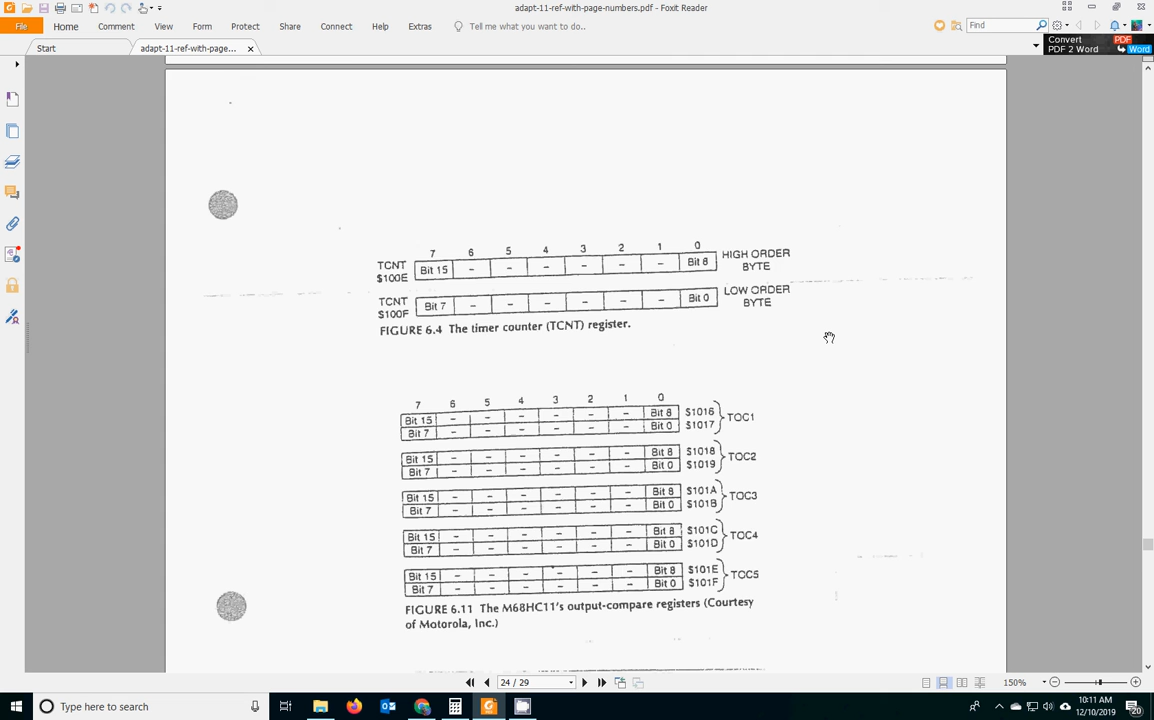 adapt-11-ref-with-page-numbers.pdf - Foxit Reader
File Home Comment View Form Protect Share Connect Help Extras Tell me what you want to do.. Find
Start adapt-11-ref-with-page...
Convert PDF
PDF 2 Word Word
7 6 5 4 3 2 1 0
TCNT
$100E
Bit 15 - - - - - - Bit 8
HIGH ORDER
BYTE
TCNT
$100F
Bit 7 - - - - - - Bit 0
LOW ORDER
BYTE
FIGURE 6.4 The timer counter (TCNT) register.
7 6 5 4 3 2 1 0
Bit 15 - - - - - - Bit 8 $1016
Bit 7 - - - - - - Bit 0 $1017
TOC1
Bit 15 - - - - - - Bit 8 $1018
Bit 7 - - - - - - Bit 0 $1019
TOC2
Bit 15 - - - - - - Bit 8 $101A
Bit 7 - - - - - - Bit 0 $101B
TOC3
Bit 15 - - - - - - Bit 8 $101C
Bit 7 - - - - - - Bit 0 $101D
TOC4
Bit 15 - - - - - - Bit 8 $101E
Bit 7 - - - - - - Bit 0 $101F
TOC5
FIGURE 6.11 The M68HC11's output-compare registers (Courtesy
of Motorola, Inc.)
24 / 29
150%
Type here to search
10:11 AM
12/10/2019
20